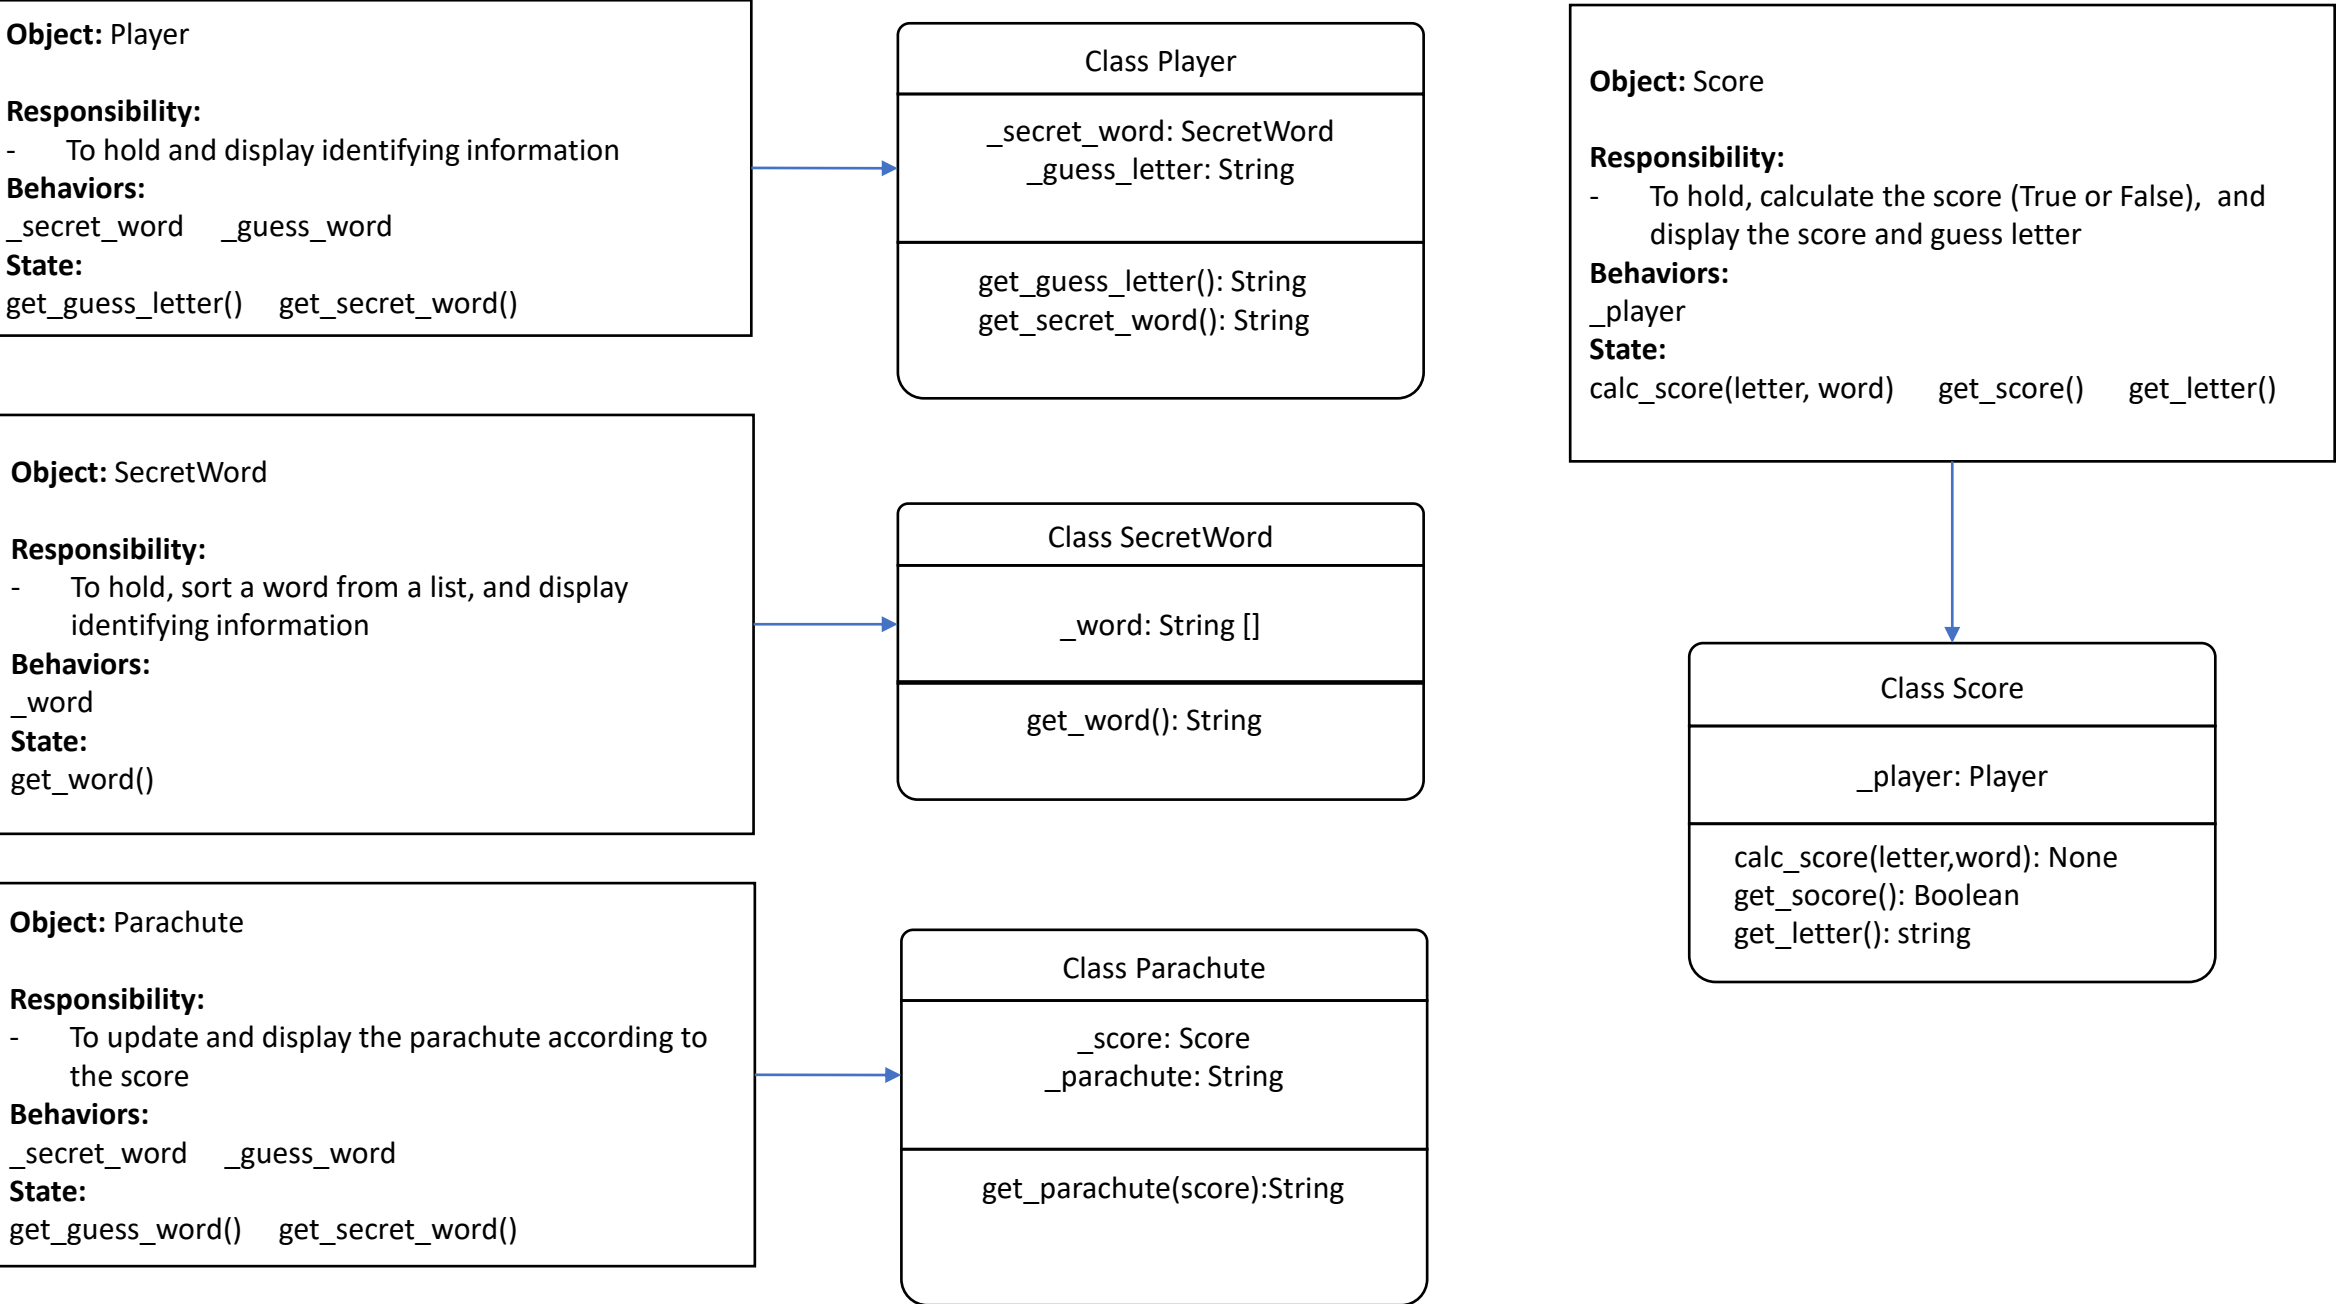 Object: Player
Responsibility:
- To hold and display identifying information
Behaviors:
_secret_word _guess_word
State:
get_guess_letter() get_secret_word()
Class Player
_secret_word: SecretWord
_guess_letter: String
get_guess_letter(): String
get_secret_word(): String
Object: SecretWord
Responsibility:
- To hold, sort a word from a list, and display
identifying information
Behaviors:
_word
State:
get_word()
Class SecretWord
_word: String []
get_word(): String
Object: Parachute
Responsibility:
- To update and display the parachute according to
the score
Behaviors:
_secret_word _guess_word
State:
get_guess_word() get_secret_word()
Class Parachute
_score: Score
_parachute: String
get_parachute(score):String
Object: Score
Responsibility:
- To hold, calculate the score (True or False), and
display the score and guess letter
Behaviors:
_player
State:
calc_score(letter, word) get_score() get_letter()
Class Score
_player: Player
calc_score(letter,word): None
get_socore(): Boolean
get_letter(): string